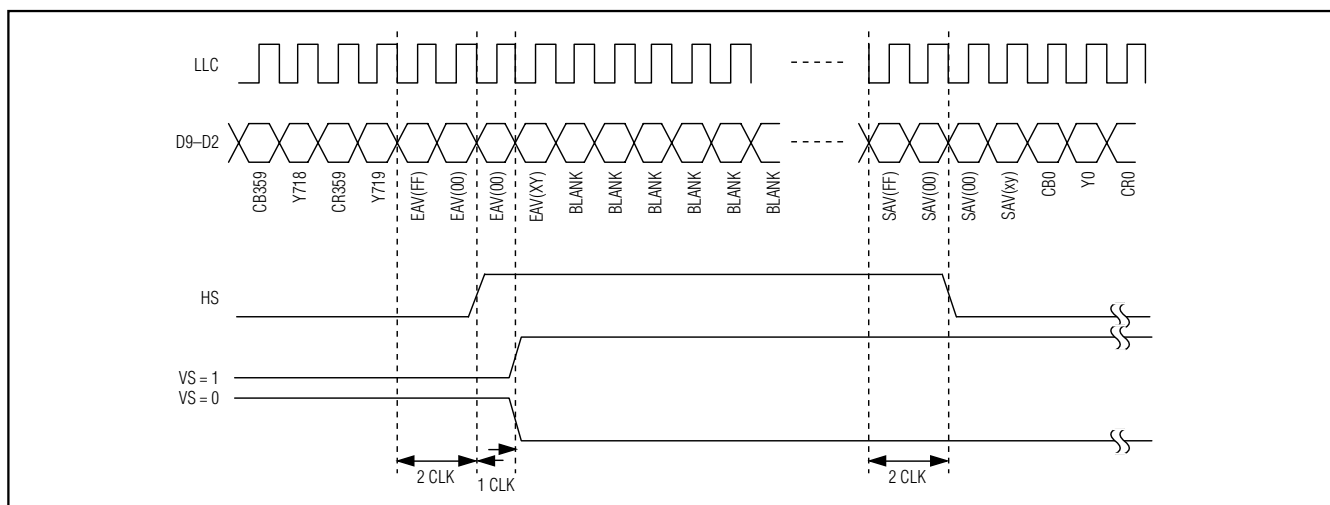 LLC
D9–D2
CB359
Y718
CR359
Y719
EAV(FF)
EAV(00)
EAV(00)
EAV(XY)
BLANK
BLANK
BLANK
BLANK
BLANK
BLANK
SAV(FF)
SAV(00)
SAV(00)
SAV(xy)
CB0
Y0
CR0
HS
VS = 1
VS = 0
2 CLK
1 CLK
2 CLK